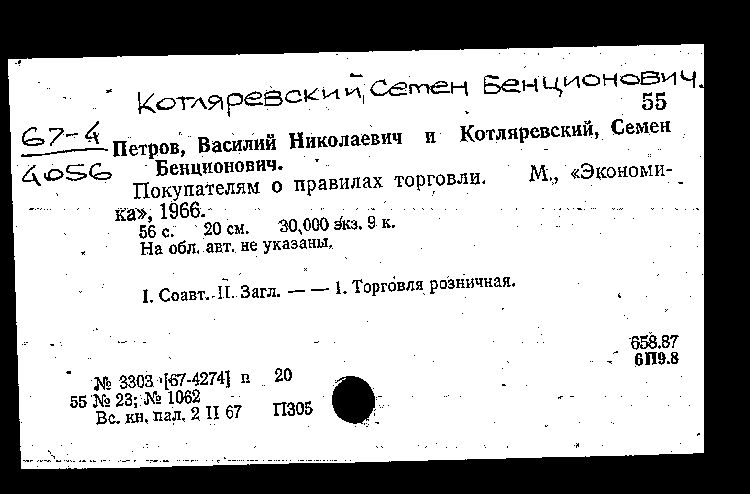 Котляревский, Семен Бенционович.
55
67-4
4056
Петров, Василий Николаевич и Котляревский, Семен
Бенционович.
Покупателям о правилах торговли. М., «Экономи-
ка», 1966.
56 с. 20 см. 30,000 экз. 9 к.
На обл. авт. не указаны.
I. Соавт. II. Загл. — — 1. Торговля розничная.
658.87
6П9.8
№ 3303 [67-4274] п 20
55 № 23; № 1062
Вс. кн. пал. 2 II 67 П305